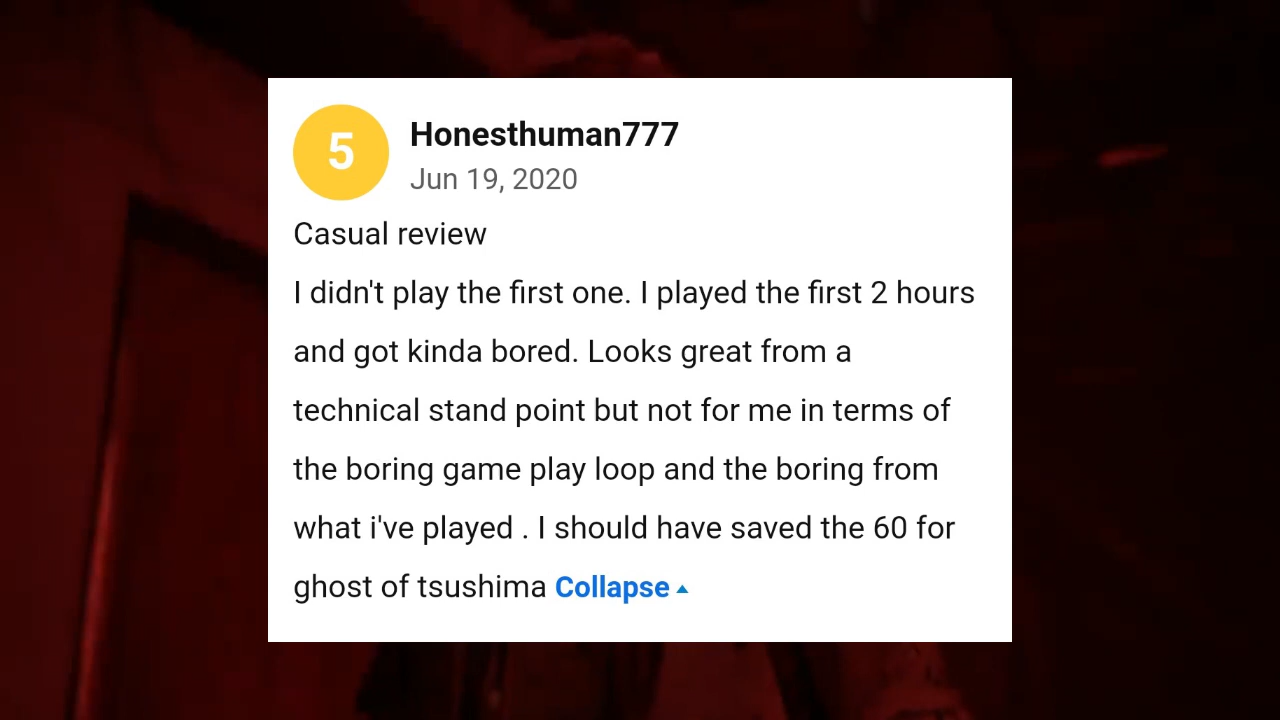 5
Honesthuman777
Jun 19, 2020
Casual review
I didn't play the first one. I played the first 2 hours
and got kinda bored. Looks great from a
technical stand point but not for me in terms of
the boring game play loop and the boring from
what i've played . I should have saved the 60 for
ghost of tsushima Collapse